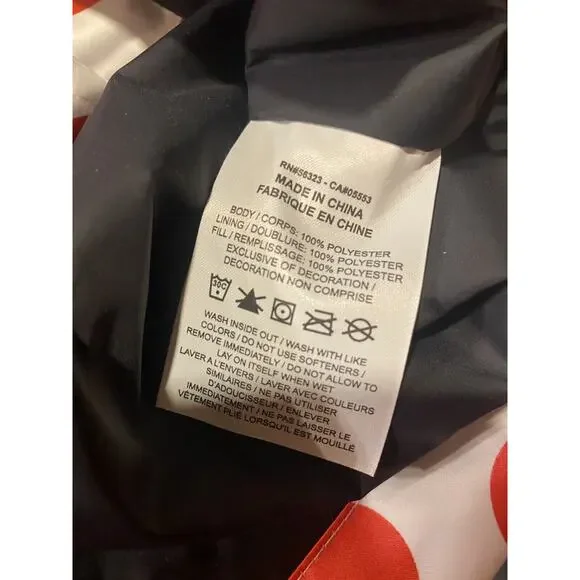 RN#56323 - CA#05553
MADE IN CHINA
FABRIQUE EN CHINE
BODY / CORPS: 100% POLYESTER
LINING / DOUBLURE: 100% POLYESTER
FILL / REMPLISSAGE: 100% POLYESTER
EXCLUSIVE OF DECORATION /
DECORATION NON COMPRISE
30C
WASH INSIDE OUT / WASH WITH LIKE
COLORS / DO NOT USE SOFTENERS /
REMOVE IMMEDIATELY / DO NOT ALLOW TO
LAY ON ITSELF WHEN WET
LAVER A L'ENVERS / LAVER AVEC COULEURS
SIMILAIRES / NE PAS UTILISER
D'ADOUCISSEUR / ENLEVER
IMMÉDIATEMENT / NE PAS LAISSER LE
VÊTEMENT PLIÉ LORSQU'IL EST MOUILLÉ